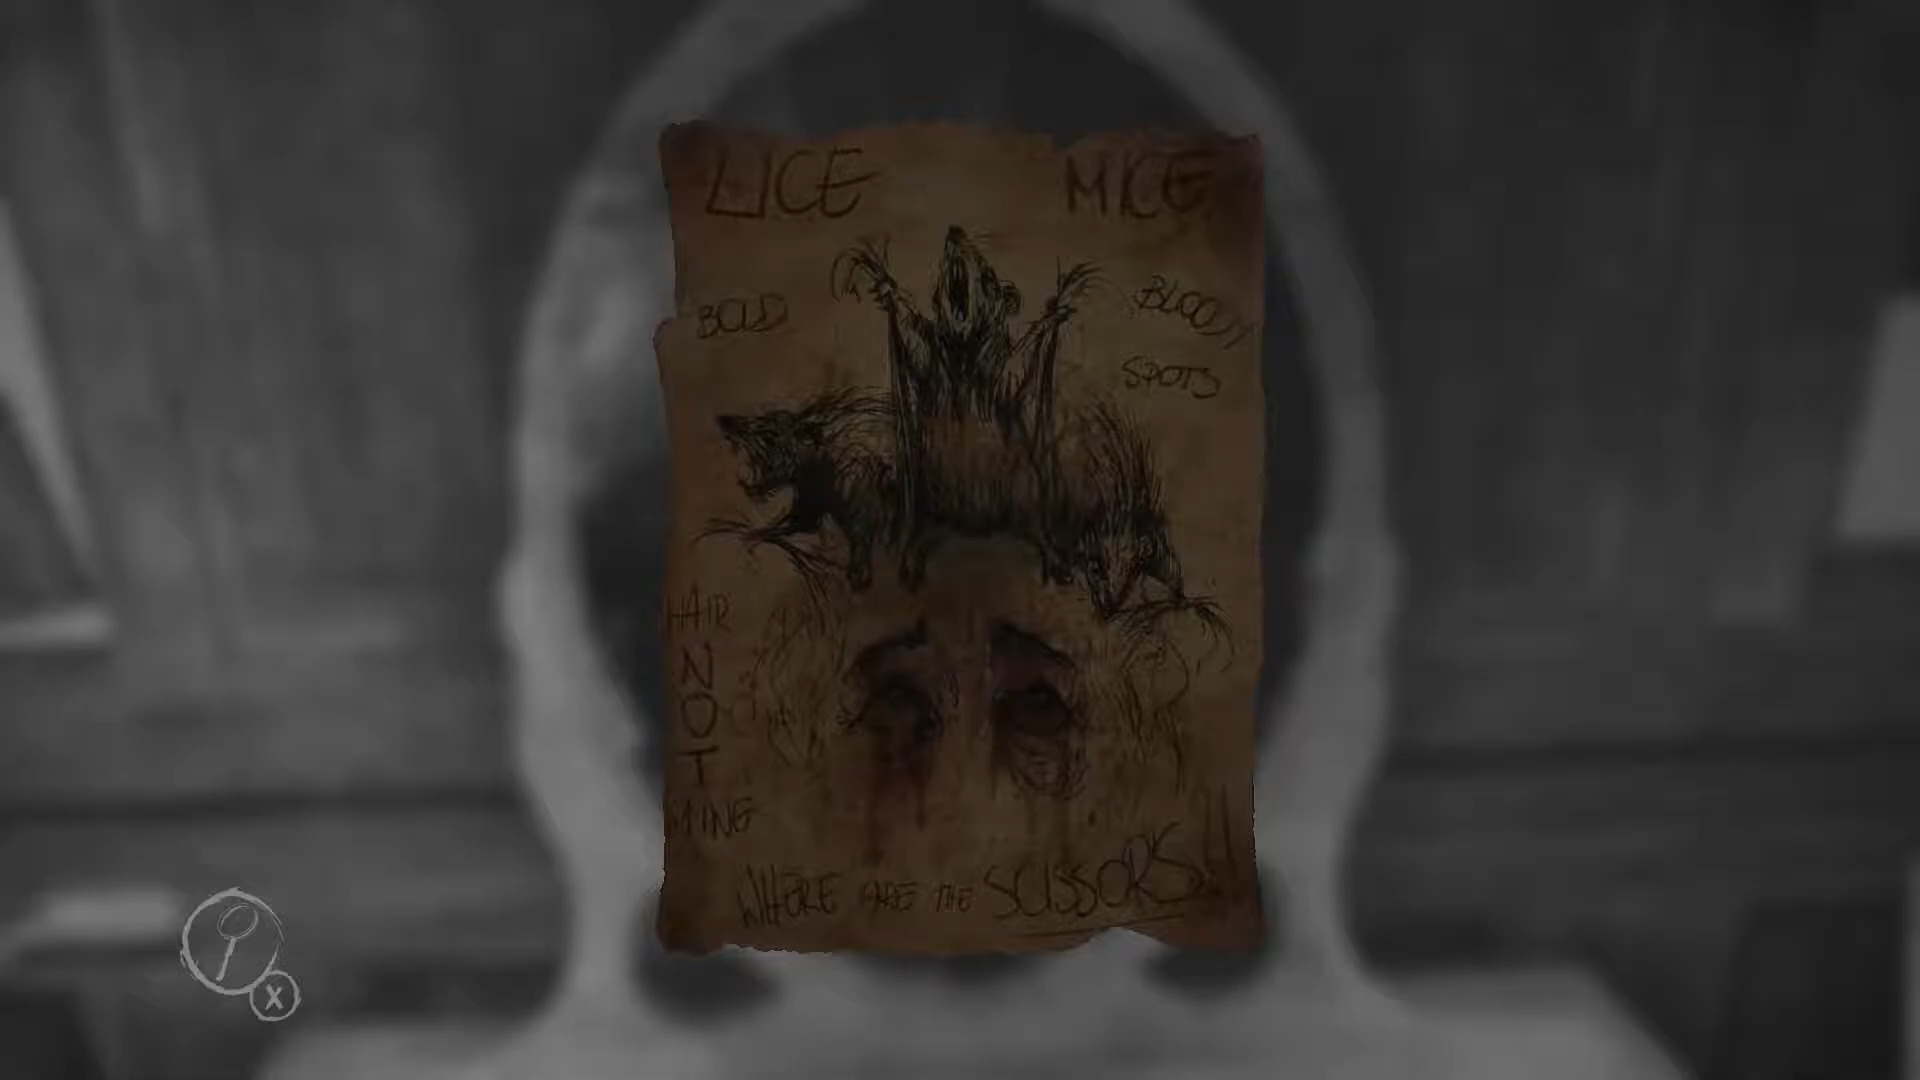 LICE MICE
BOLD
BLOODY
SPOTS
HAIR
NOT
MINE
WHERE ARE THE SCISSORS!!
X